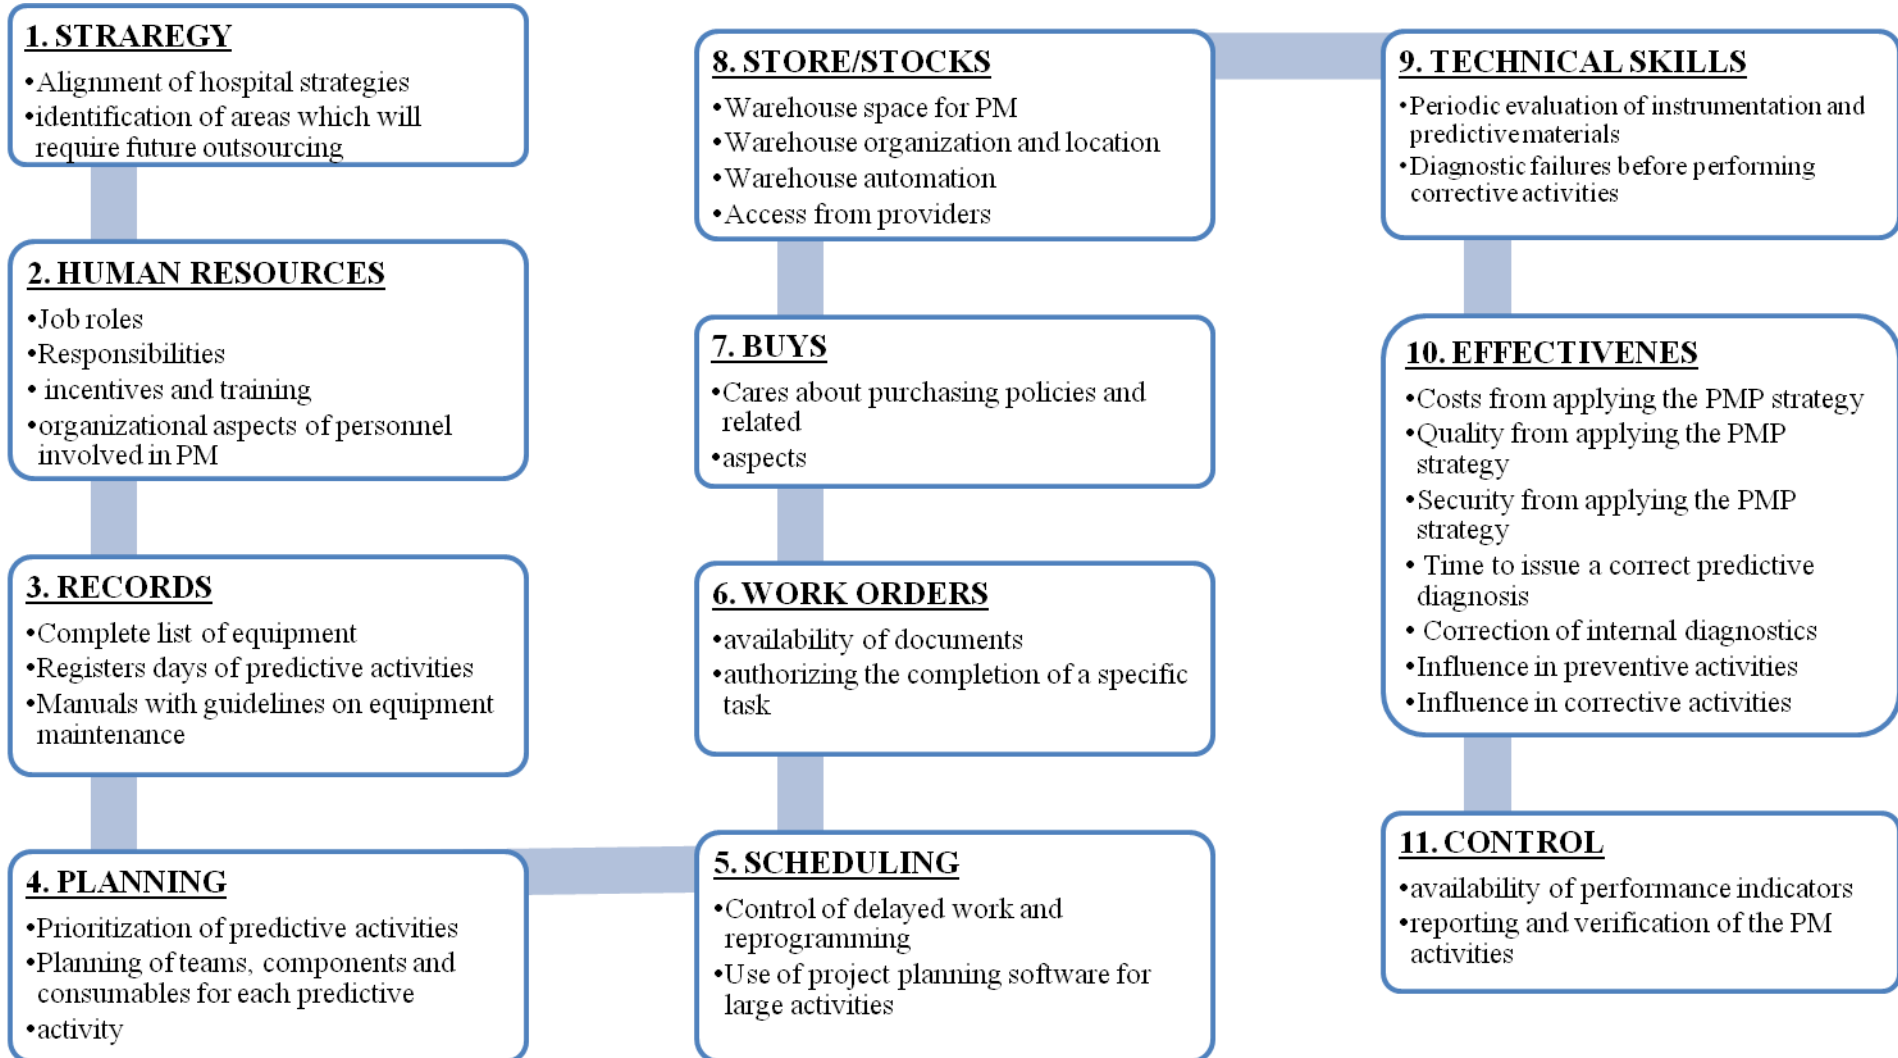 1. STRAREGY
•Alignment of hospital strategies
•identification of areas which will
require future outsourcing
2. HUMAN RESOURCES
•Job roles
•Responsibilities
• incentives and training
•organizational aspects of personnel
involved in PM
3. RECORDS
•Complete list of equipment
•Registers days of predictive activities
•Manuals with guidelines on equipment
maintenance
4. PLANNING
•Prioritization of predictive activities
•Planning of teams, components and
consumables for each predictive
•activity
5. SCHEDULING
•Control of delayed work and
reprogramming
•Use of project planning software for
large activities
6. WORK ORDERS
•availability of documents
•authorizing the completion of a specific
task
7. BUYS
•Cares about purchasing policies and
related
•aspects
8. STORE/STOCKS
•Warehouse space for PM
•Warehouse organization and location
•Warehouse automation
•Access from providers
9. TECHNICAL SKILLS
•Periodic evaluation of instrumentation and
predictive materials
•Diagnostic failures before performing
corrective activities
10. EFFECTIVENES
•Costs from applying the PMP strategy
•Quality from applying the PMP
strategy
•Security from applying the PMP
strategy
• Time to issue a correct predictive
diagnosis
• Correction of internal diagnostics
•Influence in preventive activities
•Influence in corrective activities
11. CONTROL
•availability of performance indicators
•reporting and verification of the PM
activities